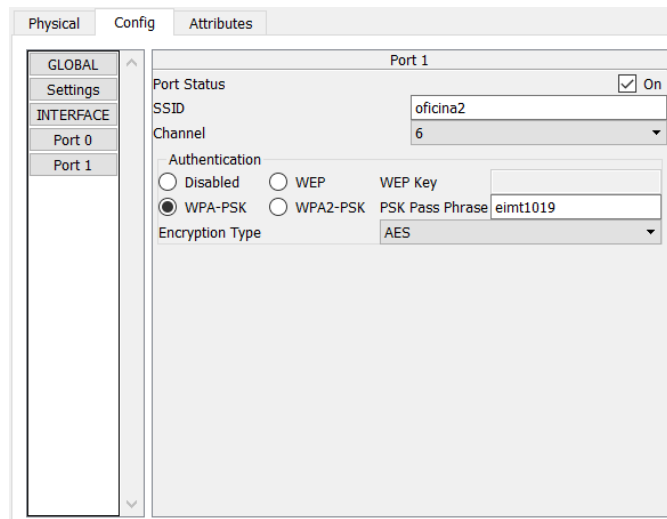 Physical Config Attributes
GLOBAL
Settings
INTERFACE
Port 0
Port 1
Port 1
Port Status On
SSID oficina2
Channel 6
Authentication
Disabled WEP WEP Key
WPA-PSK WPA2-PSK PSK Pass Phrase eimt1019
Encryption Type AES